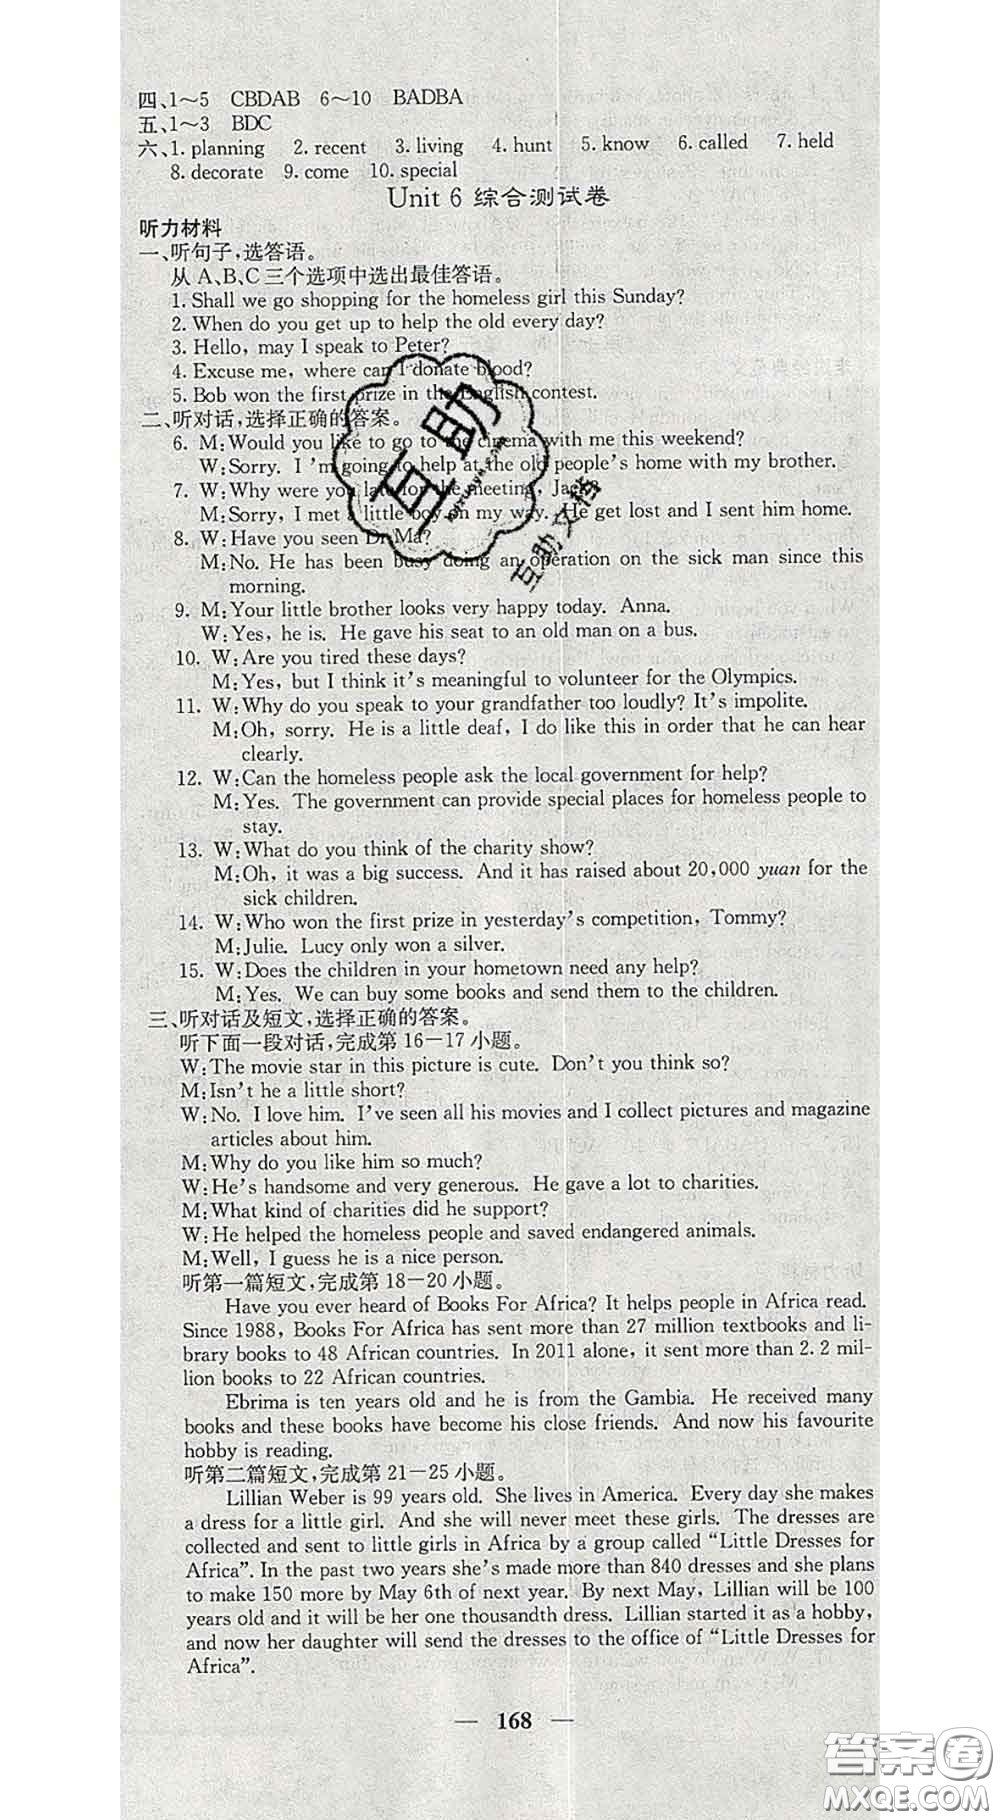 四、1～5 CBDAB 6～10 BADBA
五、1～3 BDC
六、1. planning 2. recent 3. living 4. hunt 5. know 6. called 7. held
8. decorate 9. come 10. special
Unit 6 综合测试卷
听力材料
一、听句子，选答语。
从 A、B、C 三个选项中选出最佳答语。
1. Shall we go shopping for the homeless girl this Sunday?
2. When do you get up to help the old every day?
3. Hello, may I speak to Peter?
4. Excuse me, where can I donate blood?
5. Bob won the first prize in the English contest.
二、听对话，选择正确的答案。
6. M:Would you like to go to the cinema with me this weekend?
W:Sorry. I'm going to help at the old people's home with my brother.
7. W:Why were you late for the meeting, Jack?
M:Sorry, I met a little boy on my way. He get lost and I sent him home.
8. W:Have you seen Dr Ma?
M:No. He has been busy doing an operation on the sick man since this
morning.
9. M:Your little brother looks very happy today. Anna.
W:Yes, he is. He gave his seat to an old man on a bus.
10. W:Are you tired these days?
M:Yes, but I think it's meaningful to volunteer for the Olympics.
11. W:Why do you speak to your grandfather too loudly? It's impolite.
M:Oh, sorry. He is a little deaf, I do like this in order that he can hear
clearly.
12. W:Can the homeless people ask the local government for help?
M:Yes. The government can provide special places for homeless people to
stay.
13. W:What do you think of the charity show?
M:Oh, it was a big success. And it has raised about 20,000 yuan for the
sick children.
14. W:Who won the first prize in yesterday's competition, Tommy?
M:Julie. Lucy only won a silver.
15. W:Does the children in your hometown need any help?
M:Yes. We can buy some books and send them to the children.
三、听对话及短文，选择正确的答案。
听下面一段对话，完成第 16－17 小题。
W:The movie star in this picture is cute. Don't you think so?
M:Isn't he a little short?
W:No. I love him. I've seen all his movies and I collect pictures and magazine
articles about him.
M:Why do you like him so much?
W:He's handsome and very generous. He gave a lot to charities.
M:What kind of charities did he support?
W:He helped the homeless people and saved endangered animals.
M:Well, I guess he is a nice person.
听第一篇短文，完成第 18－20 小题。
Have you ever heard of Books For Africa? It helps people in Africa read.
Since 1988, Books For Africa has sent more than 27 million textbooks and li-
brary books to 48 African countries. In 2011 alone, it sent more than 2. 2 mil-
lion books to 22 African countries.
Ebrima is ten years old and he is from the Gambia. He received many
books and these books have become his close friends. And now his favourite
hobby is reading.
听第二篇短文，完成第 21－25 小题。
Lillian Weber is 99 years old. She lives in America. Every day she makes
a dress for a little girl. And she will never meet these girls. The dresses are
collected and sent to little girls in Africa by a group called "Little Dresses for
Africa". In the past two years she's made more than 840 dresses and she plans
to make 150 more by May 6th of next year. By next May, Lillian will be 100
years old and it will be her one thousandth dress. Lillian started it as a hobby,
and now her daughter will send the dresses to the office of "Little Dresses for
Africa".
— 168 —
互助
互助文档
答案圈
MXQE.COM